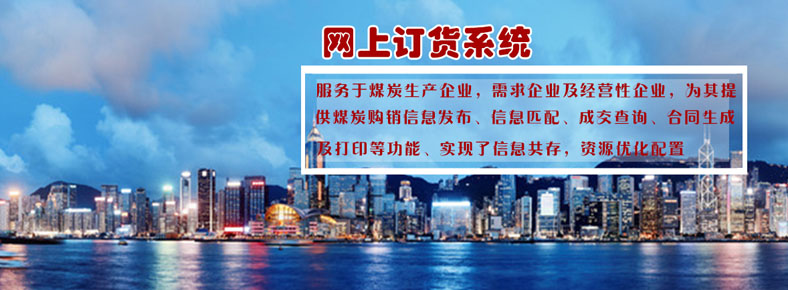 网上订货系统
服务于煤炭生产企业，需求企业及经营性企业，为其提
供煤炭购销信息发布、信息匹配、成交查询、合同生成
及打印等功能、实现了信息共存，资源优化配置